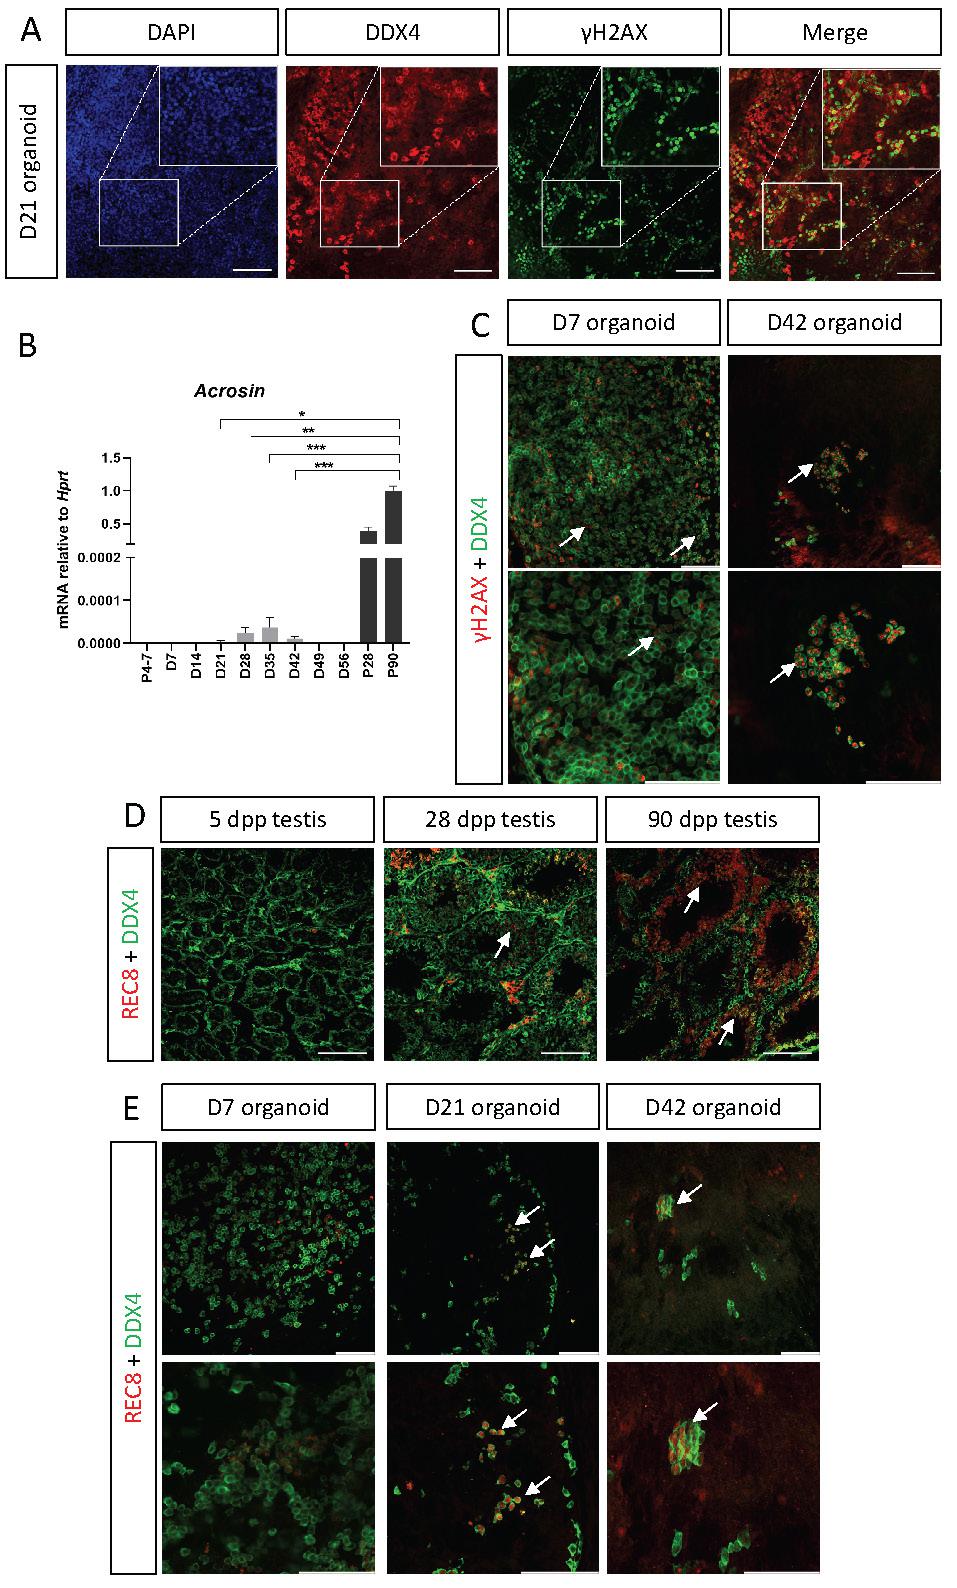 A
DAPI
DDX4
γH2AX
Merge
D21 organoid
B
Acrosin
*
**
***
***
mRNA relative to Hprt
1.5
1.0
0.5
0.0002
0.0001
0.0000
P4-7
D7
D14
D21
D28
D35
D42
D49
D56
P28
P90
C
D7 organoid
D42 organoid
γH2AX + DDX4
D
5 dpp testis
28 dpp testis
90 dpp testis
REC8 + DDX4
E
D7 organoid
D21 organoid
D42 organoid
REC8 + DDX4